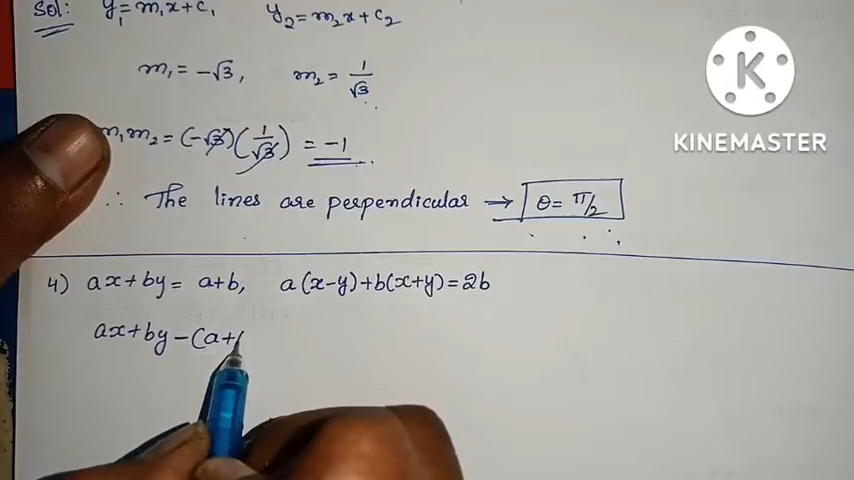 Sol: y₁=m₁x+c₁ y₂=m₂x+c₂
m₁=-√3, m₂=1/√3
m₁m₂=(-√3)(1/√3)=-1
∴ The lines are perpendicular → θ=π/2
4) ax+by=a+b, a(x-y)+b(x+y)=2b
ax+by-(a+
KINEMASTER